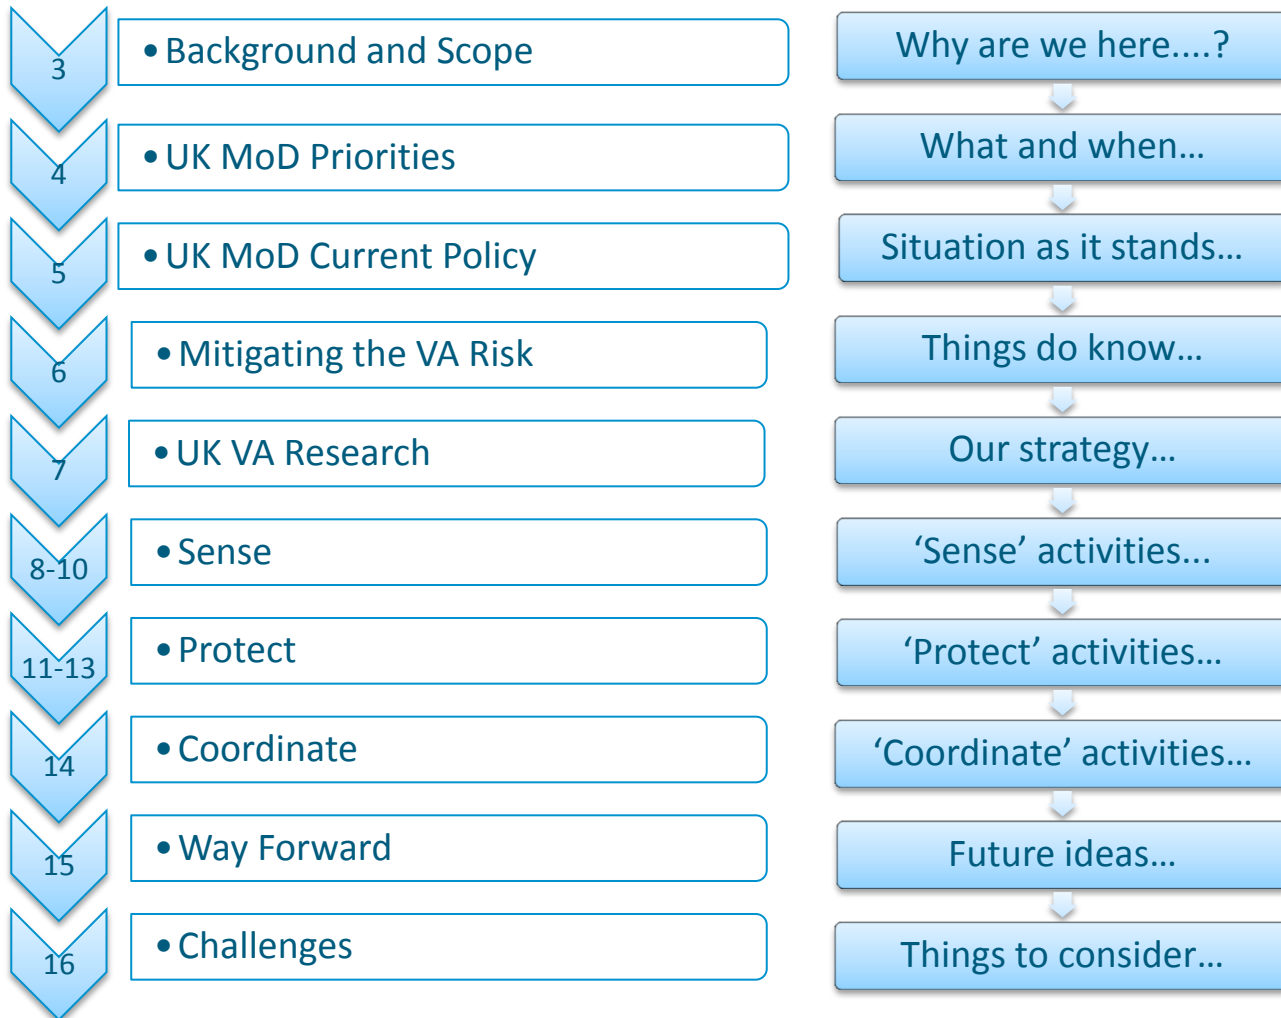 3
• Background and Scope
Why are we here....?
4
• UK MoD Priorities
What and when...
5
• UK MoD Current Policy
Situation as it stands...
6
• Mitigating the VA Risk
Things do know...
7
• UK VA Research
Our strategy...
8-10
• Sense
‘Sense’ activities...
11-13
• Protect
‘Protect’ activities...
14
• Coordinate
‘Coordinate’ activities...
15
• Way Forward
Future ideas...
16
• Challenges
Things to consider...